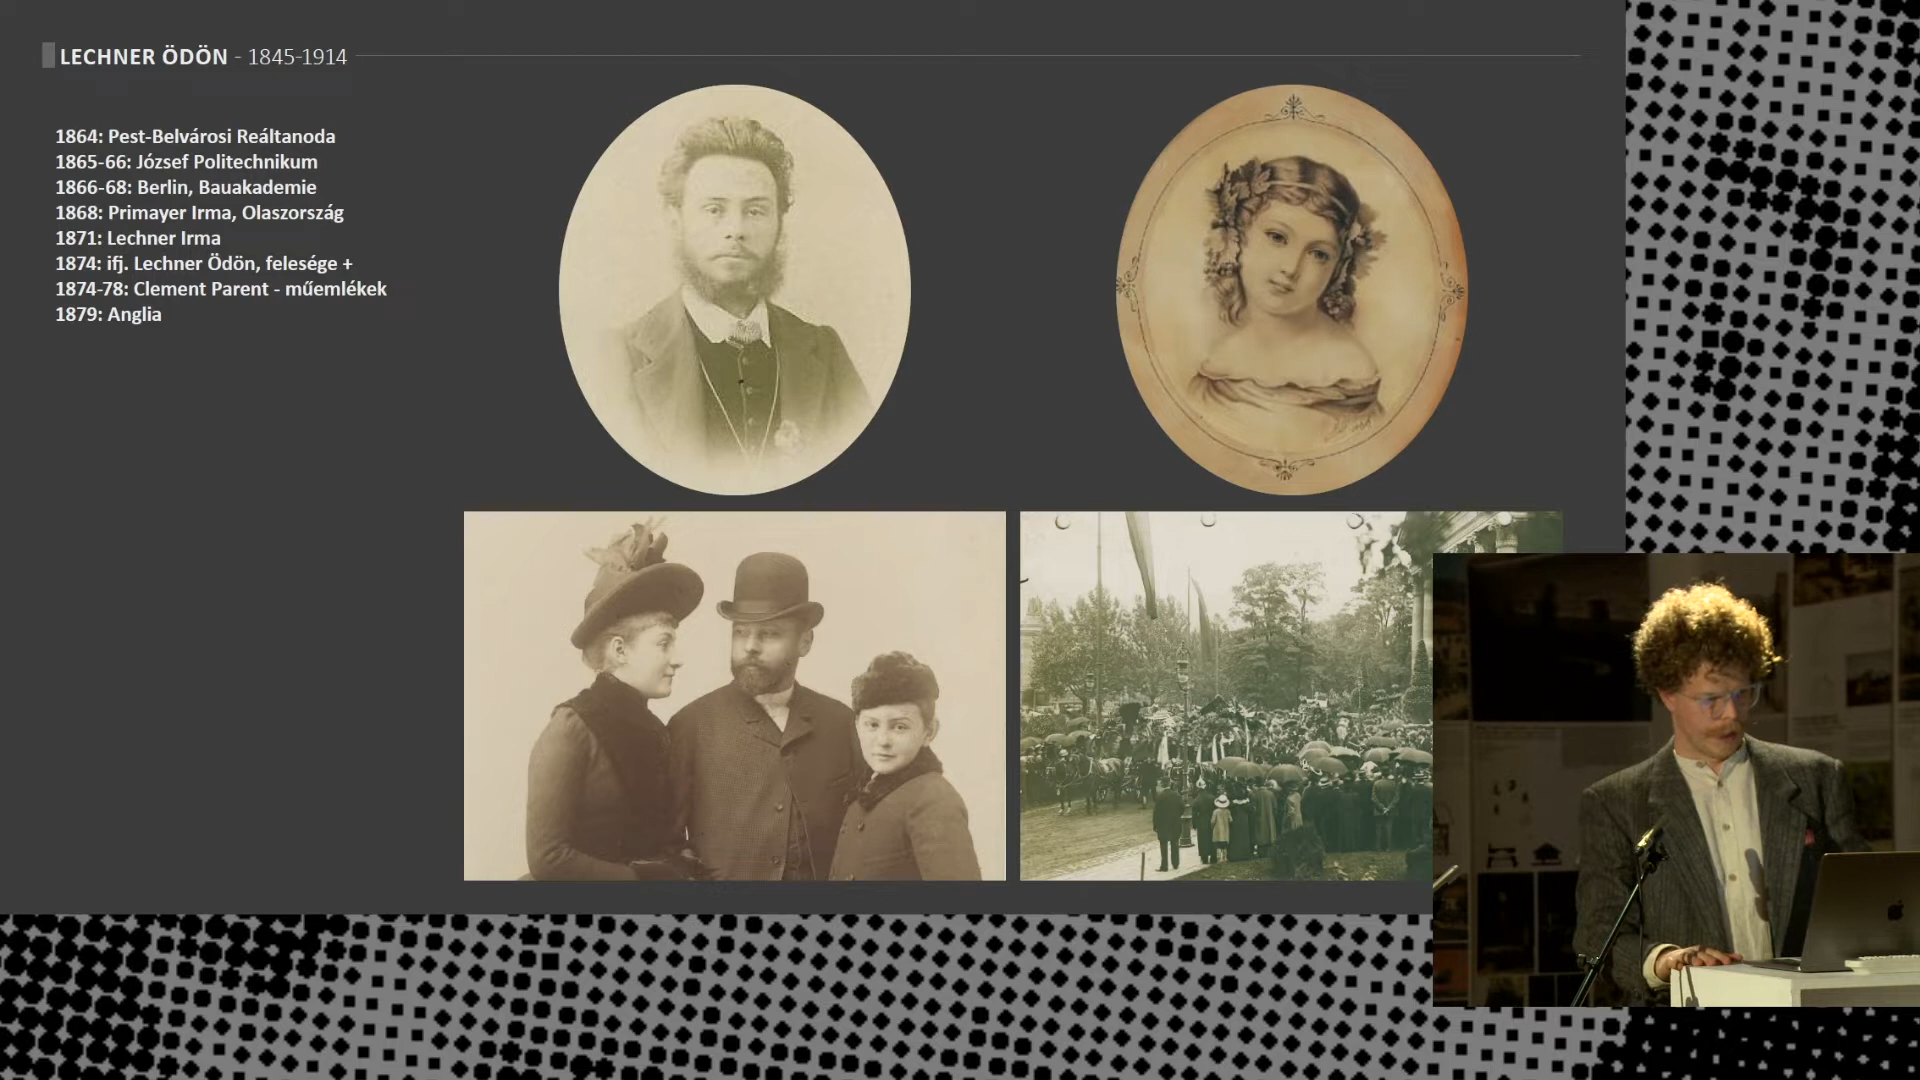 LECHNER ÖDÖN - 1845-1914
1864: Pest-Belvárosi Reáltanoda
1865-66: József Politechnikum
1866-68: Berlin, Bauakademie
1868: Primayer Irma, Olaszország
1871: Lechner Irma
1874: ifj. Lechner Ödön, felesége +
1874-78: Clement Parent - műemlékek
1879: Anglia